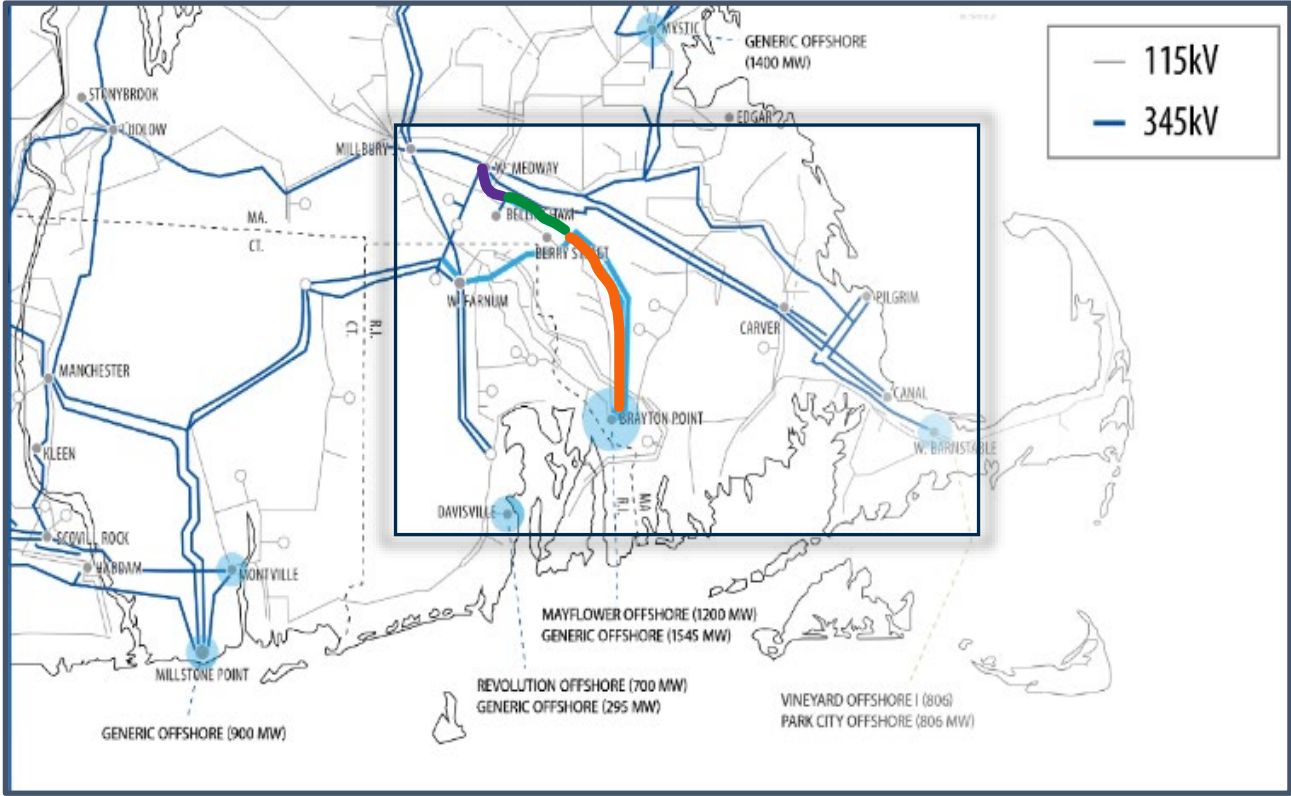 MYSTIC
GENERIC OFFSHORE
(1400 MW)
115kV
345kV
STONYBROOK
LUDLOW
EDGAR
MILLBURY
W. MEDWAY
MA.
CT.
BELLINGHAM
BERRY STREET
W. FARNUM
R.I.
CT.
PILGRIM
CARVER
MANCHESTER
CANAL
BRAYTON POINT
W. BARNSTABLE
KLEEN
R.I.
MA
DAVISVILLE
SCOVILL ROCK
HADDAM
MONTVILLE
MAYFLOWER OFFSHORE (1200 MW)
GENERIC OFFSHORE (1545 MW)
MILLSTONE POINT
REVOLUTION OFFSHORE (700 MW)
GENERIC OFFSHORE (295 MW)
VINEYARD OFFSHORE I (806)
PARK CITY OFFSHORE (806 MW)
GENERIC OFFSHORE (900 MW)